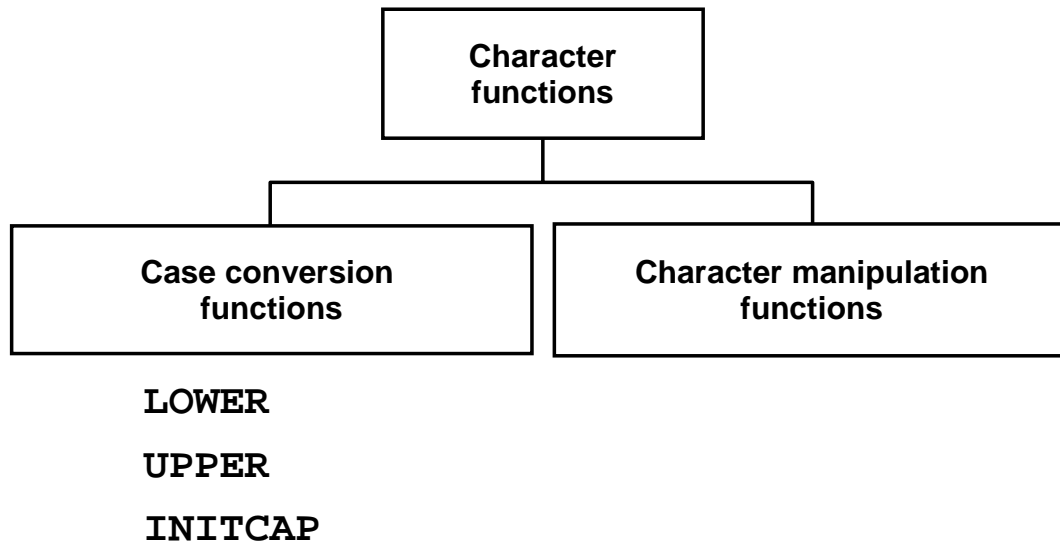 Character
functions
Case conversion
functions
Character manipulation
functions
LOWER
UPPER
INITCAP